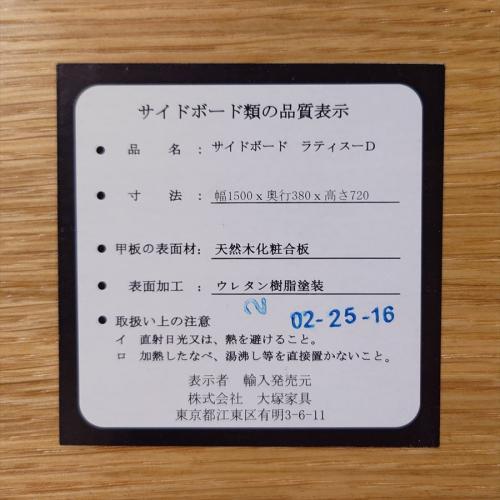 サイドボード類の品質表示
● 品 名 : サイドボード ラティスーD
● 寸 法 : 幅1500 x 奥行380 x 高さ720
● 甲板の表面材: 天然木化粧合板
● 表面加工 : ウレタン樹脂塗装
2 02-25-16
● 取扱い上の注意
イ 直射日光又は、熱を避けること。
ロ 加熱したなべ、湯沸し等を直接置かないこと。
表示者 輸入発売元
株式会社 大塚家具
東京都江東区有明3-6-11